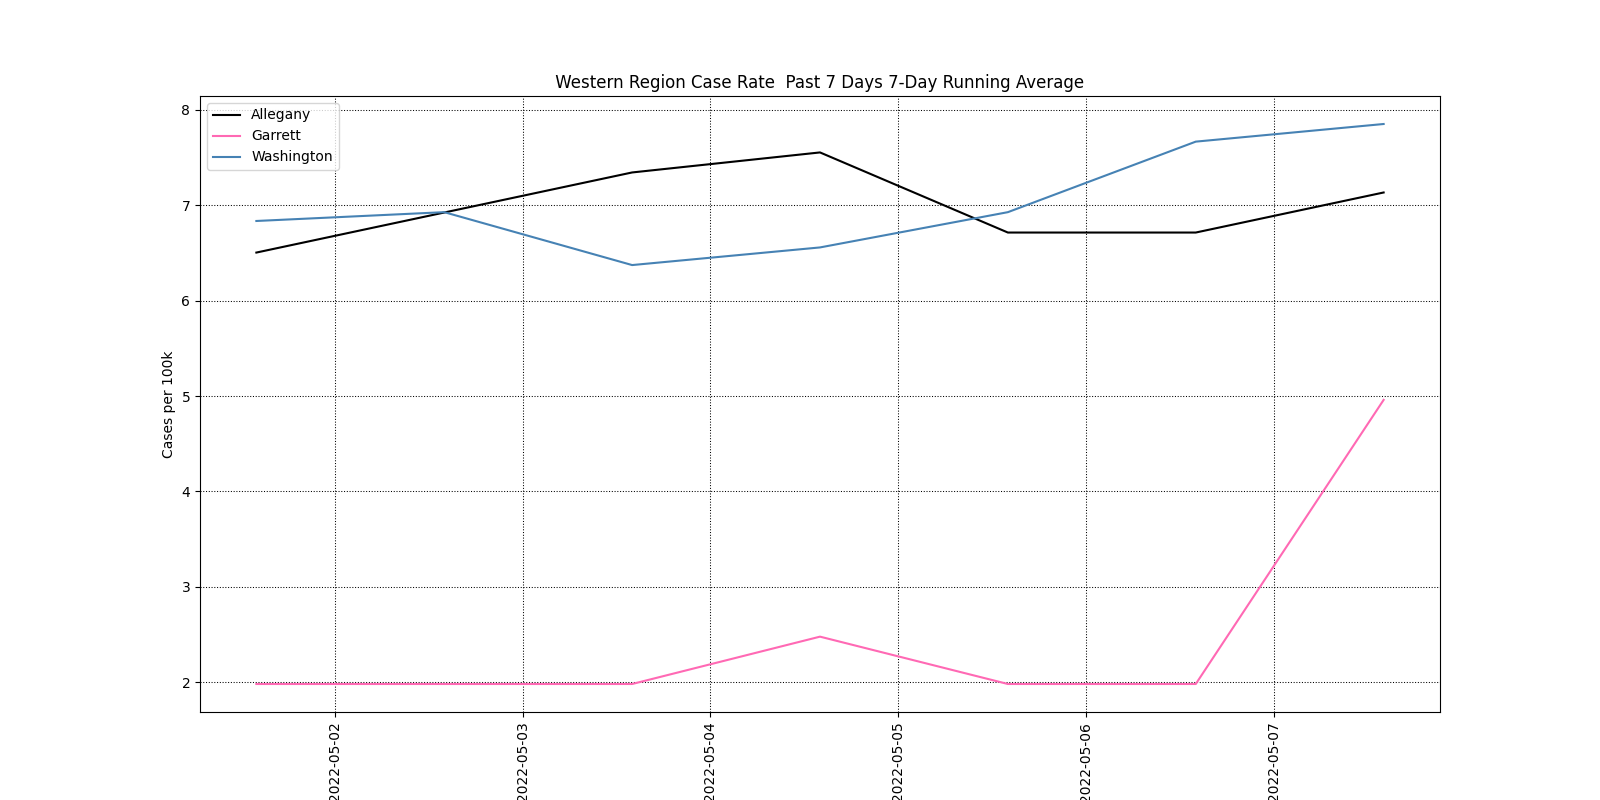 Western Region Case Rate  Past 7 Days 7-Day Running Average
Allegany
Garrett
Washington
Cases per 100k
8
7
6
5
4
3
2
2022-05-02
2022-05-03
2022-05-04
2022-05-05
2022-05-06
2022-05-07